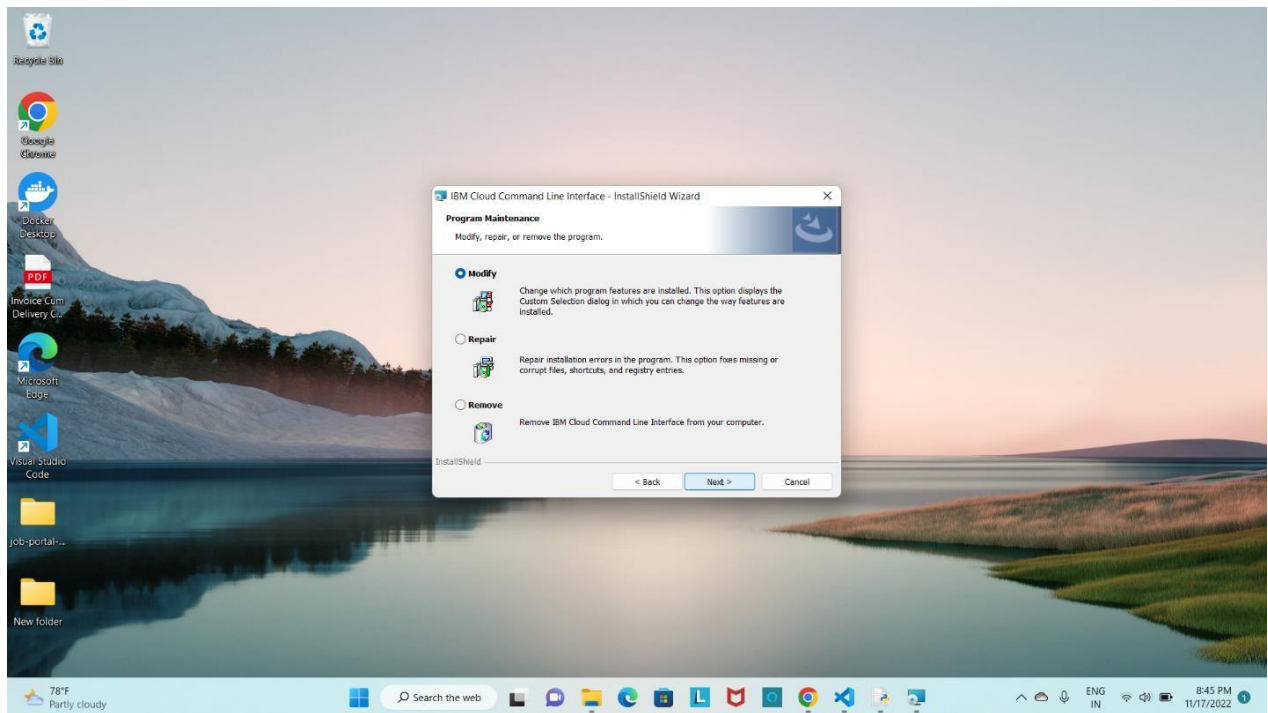 Recycle Bin
Google
Chrome
Docker
Desktop
PDF
Invoice Cum
Delivery C...
Microsoft
Edge
Visual Studio
Code
job-portal-...
New folder
IBM Cloud Command Line Interface - InstallShield Wizard
Program Maintenance
Modify, repair, or remove the program.
Modify
Change which program features are installed. This option displays the
Custom Selection dialog in which you can change the way features are
installed.
Repair
Repair installation errors in the program. This option fixes missing or
corrupt files, shortcuts, and registry entries.
Remove
Remove IBM Cloud Command Line Interface from your computer.
InstallShield
< Back
Next >
Cancel
78°F
Partly cloudy
Search the web
L
ENG
IN
8:45 PM
11/17/2022
1